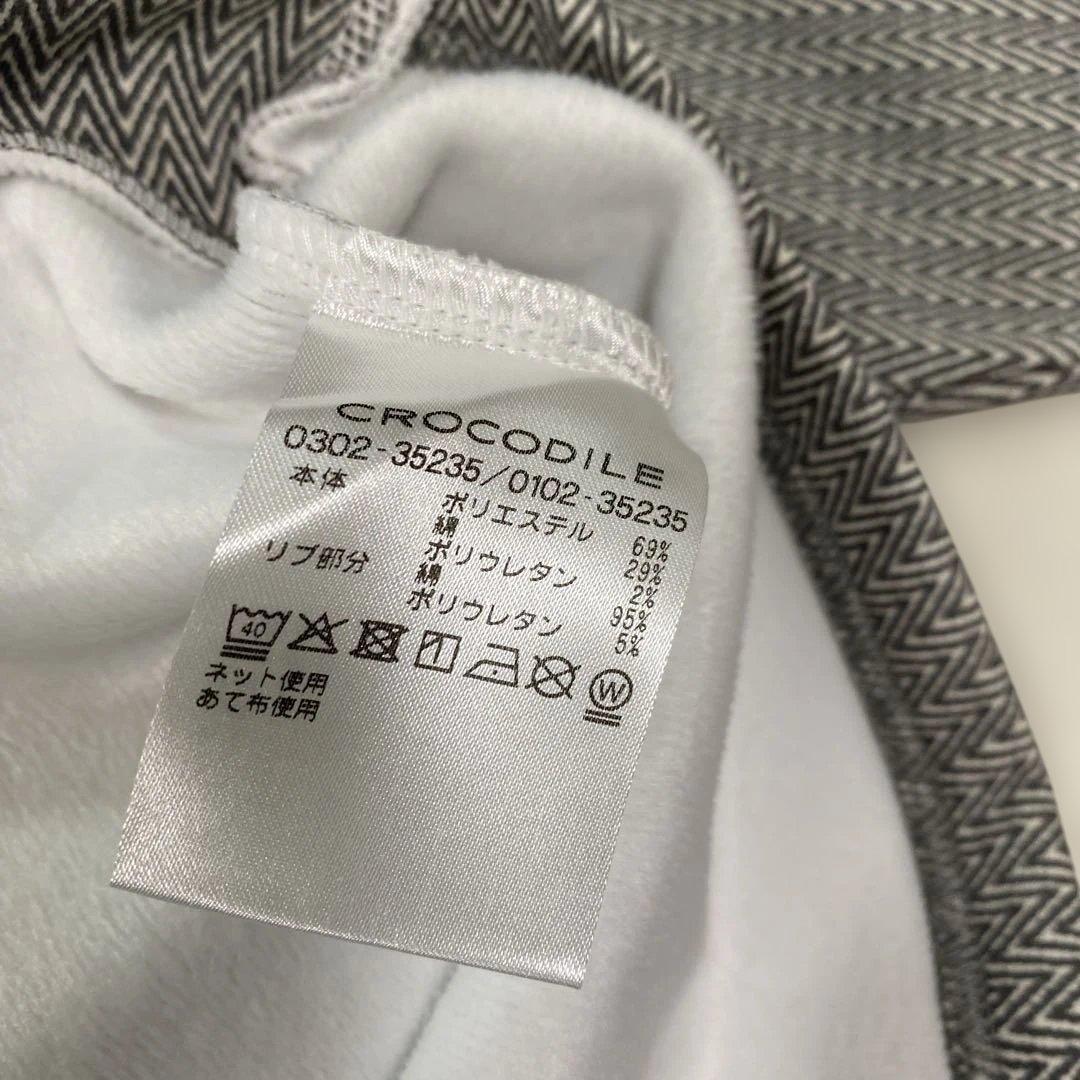 CROCODILE
0302-35235/0102-35235
本体 ポリエステル 69%
綿 29%
ポリウレタン 2%
リブ部分 綿 95%
ポリウレタン 5%
40 W
ネット使用
あて布使用